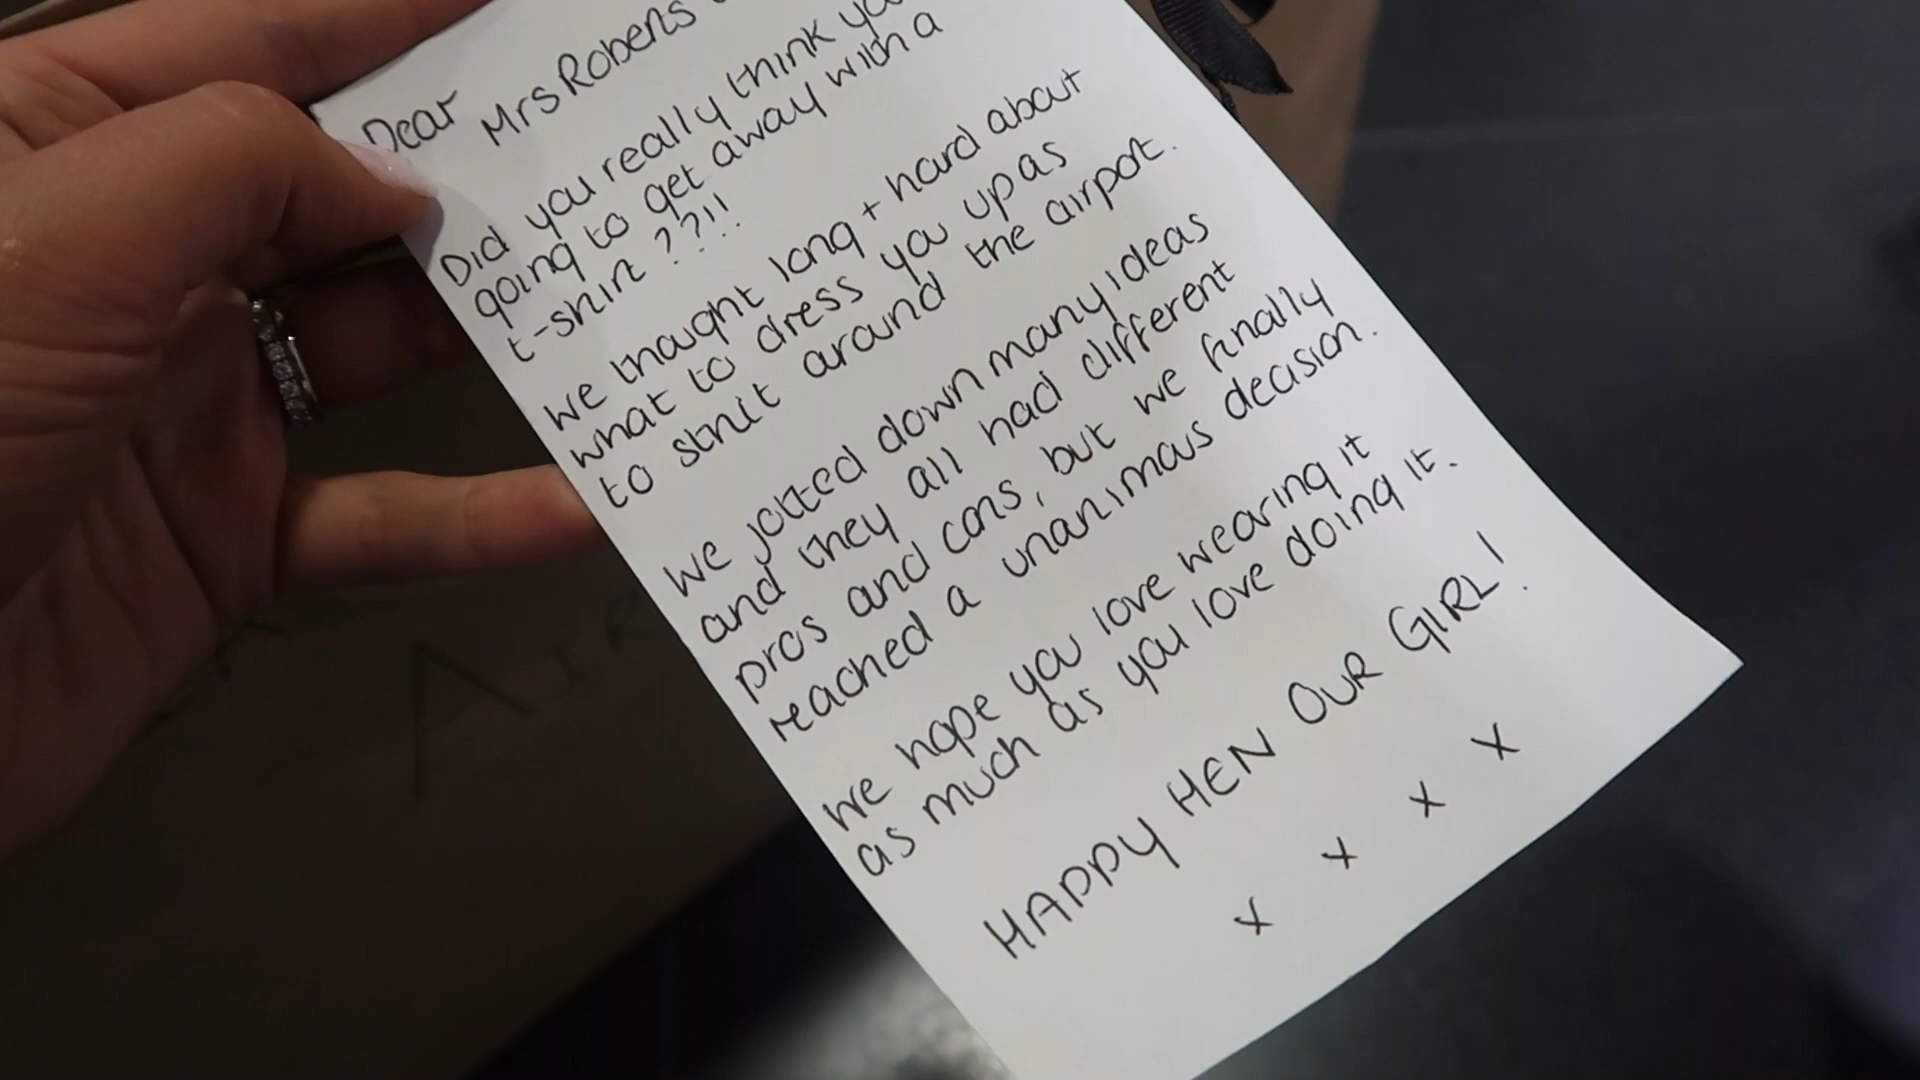 Dear Mrs Roberts
Did you really think
going to get away with a
t-shirt ??!!
We thought long + hard about
what to dress you up as
to strut around the airport.
We jotted down many ideas
and they all had different
pros and cons, but we finally
reached a unanimous decision.
We hope you love wearing it
as much as you love doing it.
HAPPY HEN OUR GIRL!
x x x x